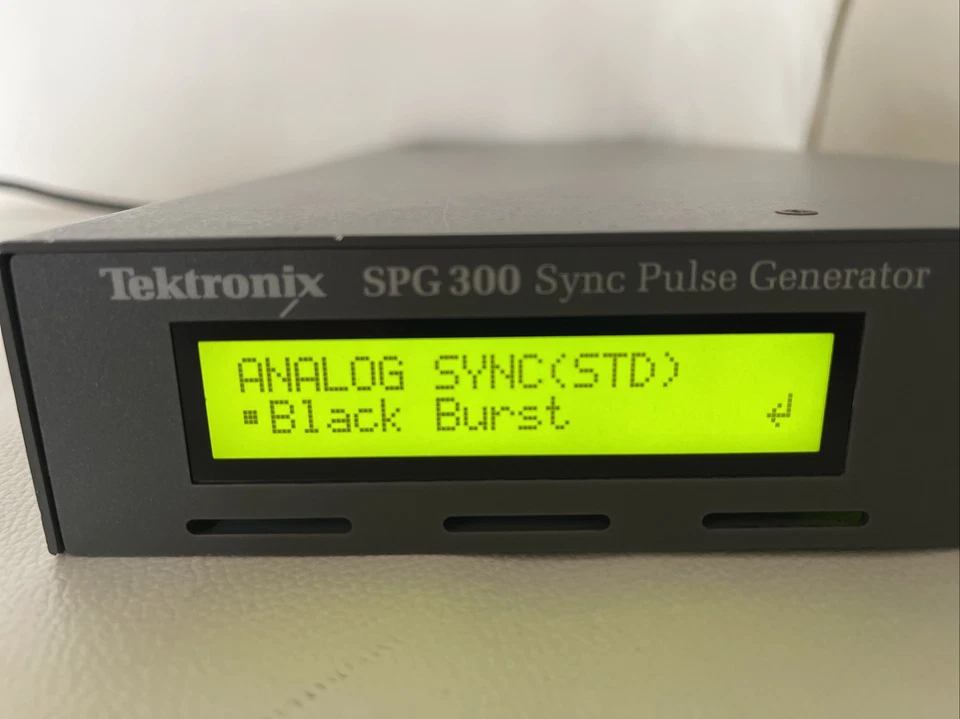 Tektronix SPG 300 Sync Pulse Generator
ANALOG SYNC(STD)
▪Black Burst ↵